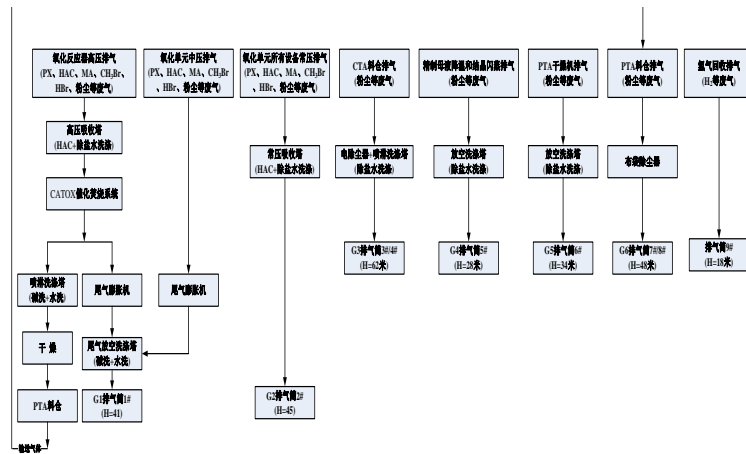 氧化反应器高压排气
(PX、HAC、MA、CH3Br、
HBr、粉尘等废气)
氧化单元中压排气
(PX、HAC、MA、CH3Br
、HBr、粉尘等废气)
氧化单元所有设备常压排气
(PX、HAC、MA、CH3Br、
HBr、粉尘等废气)
CTA料仓排气
(粉尘等废气)
精制母液降温和结晶闪蒸排气
(粉尘等废气)
PTA干燥机排气
(粉尘等废气)
PTA料仓排气
(粉尘等废气)
氢气回收排气
(H2等废气)
高压吸收塔
(HAC+除盐水洗涤)
常压吸收塔
(HAC+除盐水洗涤)
电除尘器+喷淋洗涤塔
(除盐水洗涤)
放空洗涤塔
(除盐水洗涤)
放空洗涤塔
(除盐水洗涤)
布袋除尘器
CATOX催化焚烧系统
G3排气筒3#/4#
(H=62米)
G4排气筒5#
(H=28米)
G5排气筒6#
(H=34米)
G6排气筒7#/8#
(H=48米)
排气筒9#
(H=18米)
喷淋洗涤塔
(碱洗+水洗)
尾气膨胀机
尾气膨胀机
干 燥
尾气放空洗涤塔
(碱洗+水洗)
PTA料仓
G1排气筒1#
(H=41)
G2排气筒2#
(H=45)
输送气体